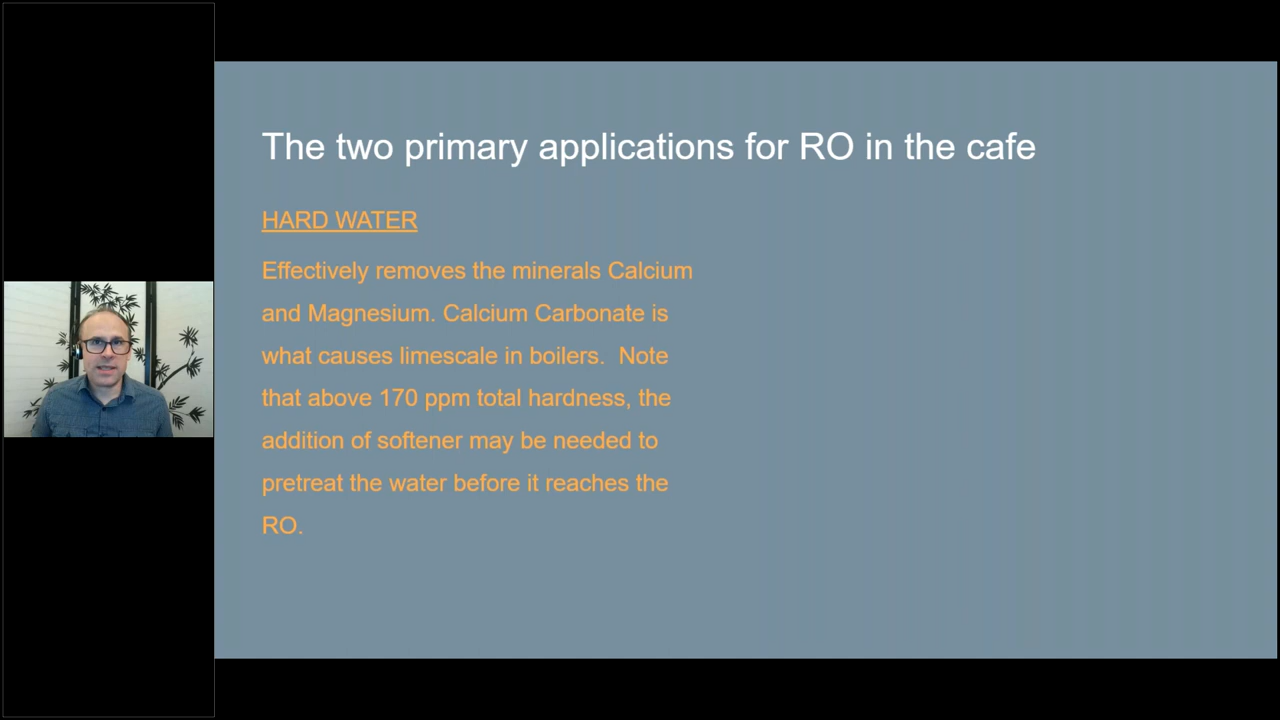 The two primary applications for RO in the cafe
HARD WATER
Effectively removes the minerals Calcium
and Magnesium. Calcium Carbonate is
what causes limescale in boilers.  Note
that above 170 ppm total hardness, the
addition of softener may be needed to
pretreat the water before it reaches the
RO.